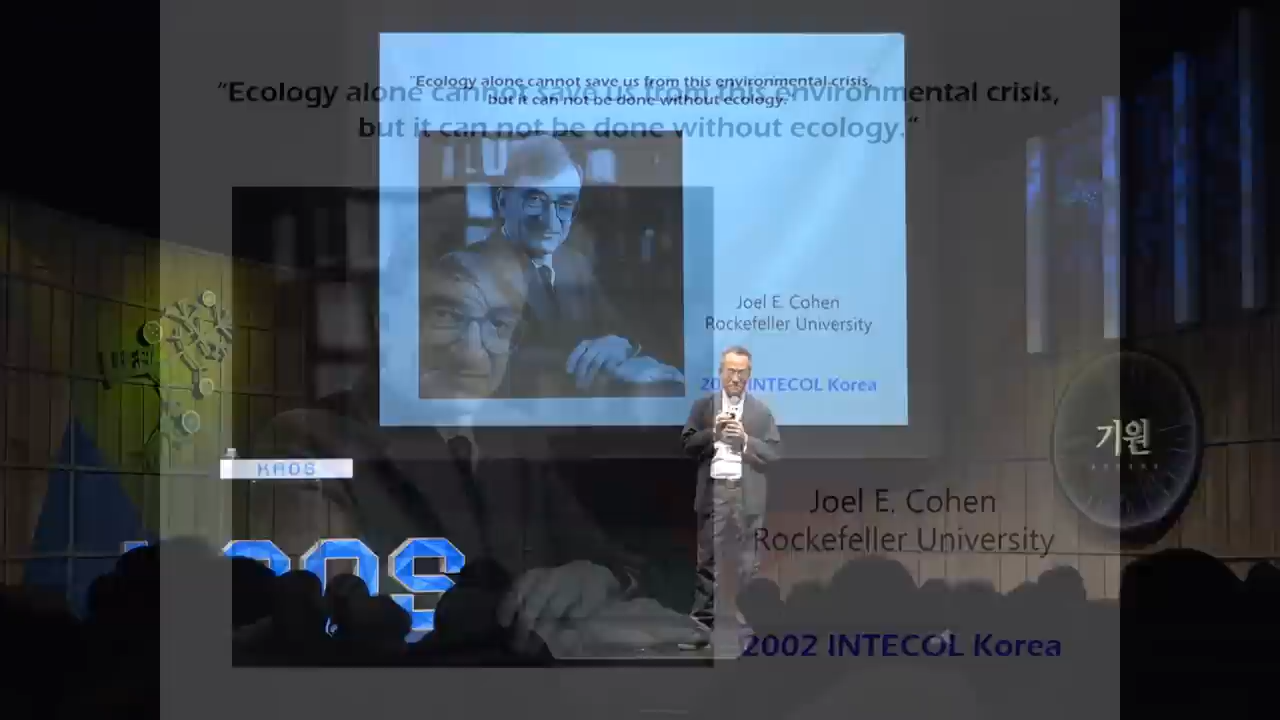 "Ecology alone cannot save us from this environmental crisis,
but it can not be done without ecology."
"Ecology alone cannot save us from this environmental crisis,
but it can not be done without ecology."
Joel E. Cohen
Rockefeller University
INTECOL Korea
KAOS
기원
Joel E. Cohen
Rockefeller University
2002 INTECOL Korea